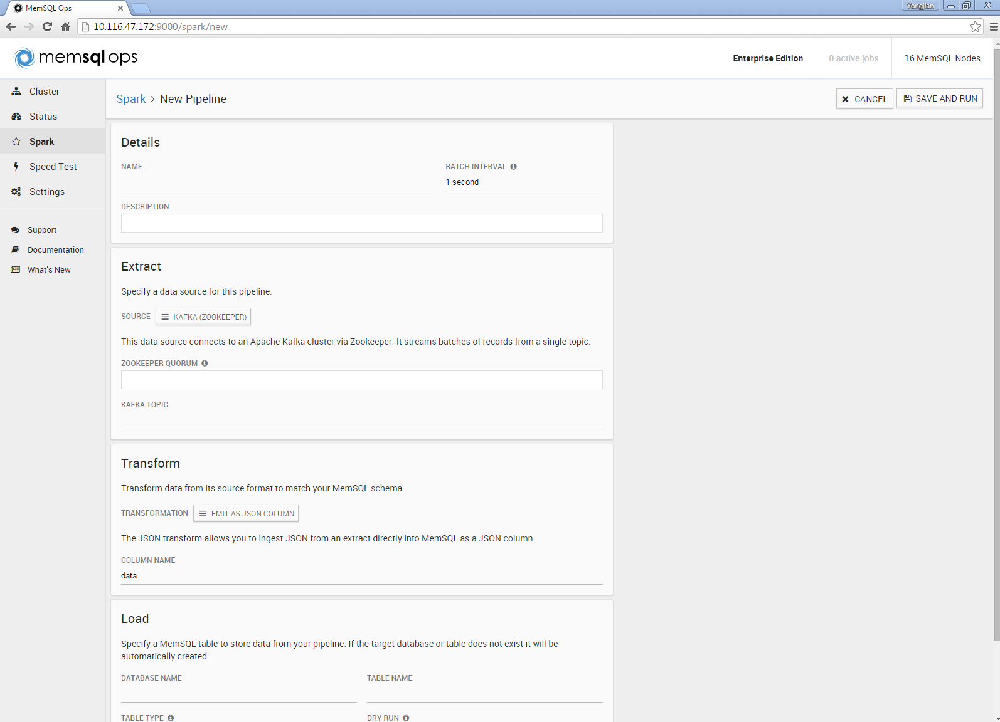 MemSQL Ops
Yongjian
10.116.47.172:9000/spark/new
memsql ops
Enterprise Edition
0 active jobs
16 MemSQL Nodes
Cluster
Status
Spark
Speed Test
Settings
Support
Documentation
What's New
Spark > New Pipeline
CANCEL
SAVE AND RUN
Details
NAME
BATCH INTERVAL
1 second
DESCRIPTION
Extract
Specify a data source for this pipeline.
SOURCE
KAFKA (ZOOKEEPER)
This data source connects to an Apache Kafka cluster via Zookeeper. It streams batches of records from a single topic.
ZOOKEEPER QUORUM
KAFKA TOPIC
Transform
Transform data from its source format to match your MemSQL schema.
TRANSFORMATION
EMIT AS JSON COLUMN
The JSON transform allows you to ingest JSON from an extract directly into MemSQL as a JSON column.
COLUMN NAME
data
Load
Specify a MemSQL table to store data from your pipeline. If the target database or table does not exist it will be
automatically created.
DATABASE NAME
TABLE NAME
TABLE TYPE
DRY RUN